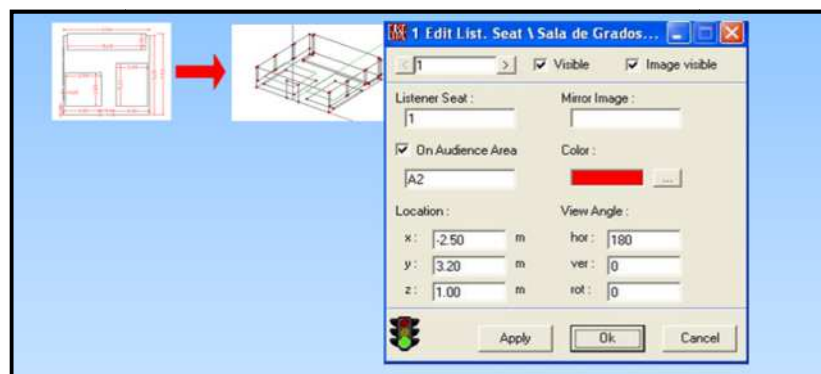 1 Edit List. Seat \ Sala de Grados...
1 Visible Image visible
Listener Seat : Mirror Image :
1
On Audience Area Color :
A2 ...
Location : View Angle :
x : -2.50 m hor : 180
y : 3.20 m ver : 0
z : 1.00 m rot : 0
Apply Ok Cancel